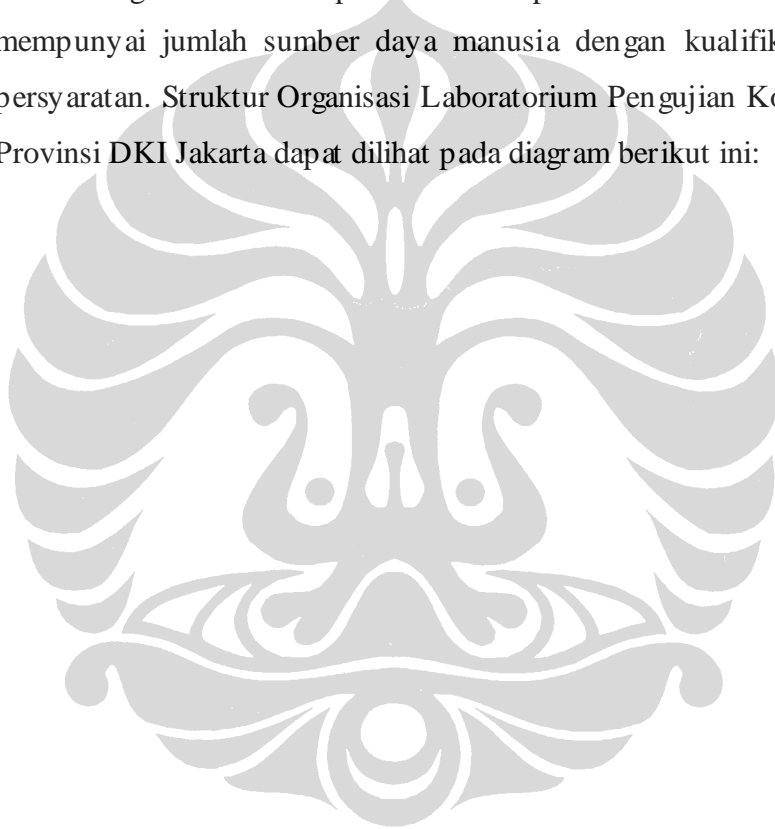 mempunyai jumlah sumber daya manusia dengan kualifik
persyaratan. Struktur Organisasi Laboratorium Pengujian Ko
Provinsi DKI Jakarta dapat dilihat pada diagram berikut ini: